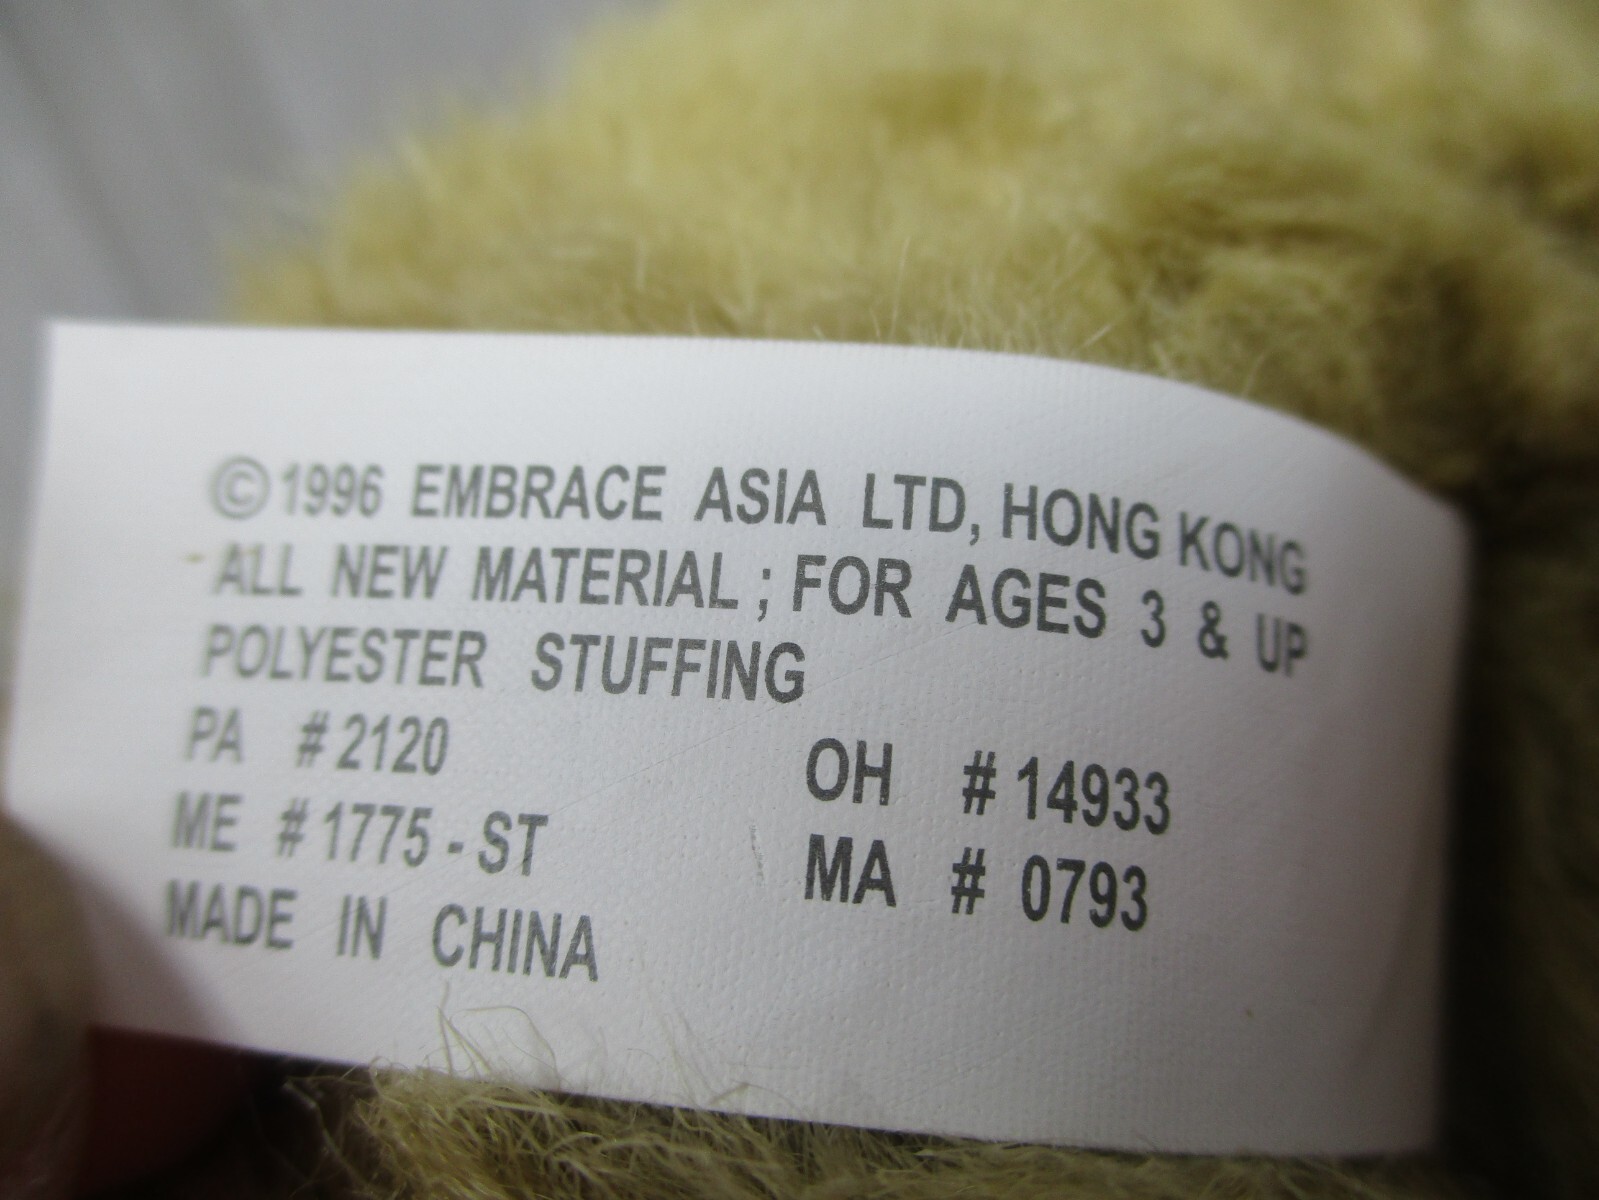 ©1996 EMBRACE ASIA LTD, HONG KONG
ALL NEW MATERIAL ; FOR AGES 3 & UP
POLYESTER STUFFING
PA # 2120 OH # 14933
ME # 1775 - ST MA # 0793
MADE IN CHINA